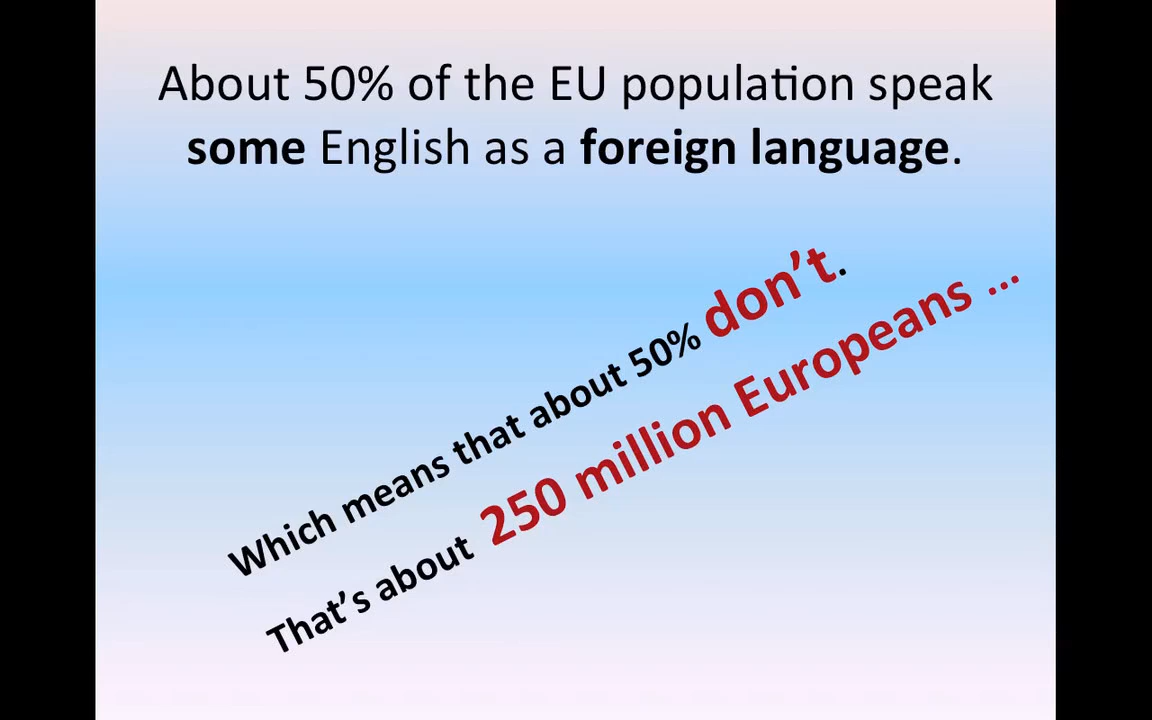 About 50% of the EU population speak
some English as a foreign language.
Which means that about 50% don’t.
That’s about 250 million Europeans ...